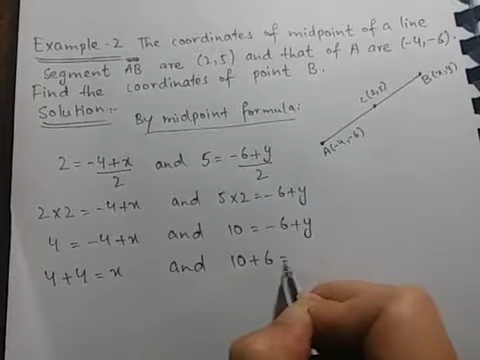 Example-2 The coordinates of midpoint of a line
segment AB are (2,5) and that of A are (-4,-6).
Find the coordinates of point B.
Solution:-
By midpoint formula:
B(x,y)
C(2,5)
A(-4,-6)
2 = -4+x/2 and 5 = -6+y/2
2×2 = -4+x and 5×2 = -6+y
4 = -4+x and 10 = -6+y
4+4 = x and 10+6 =